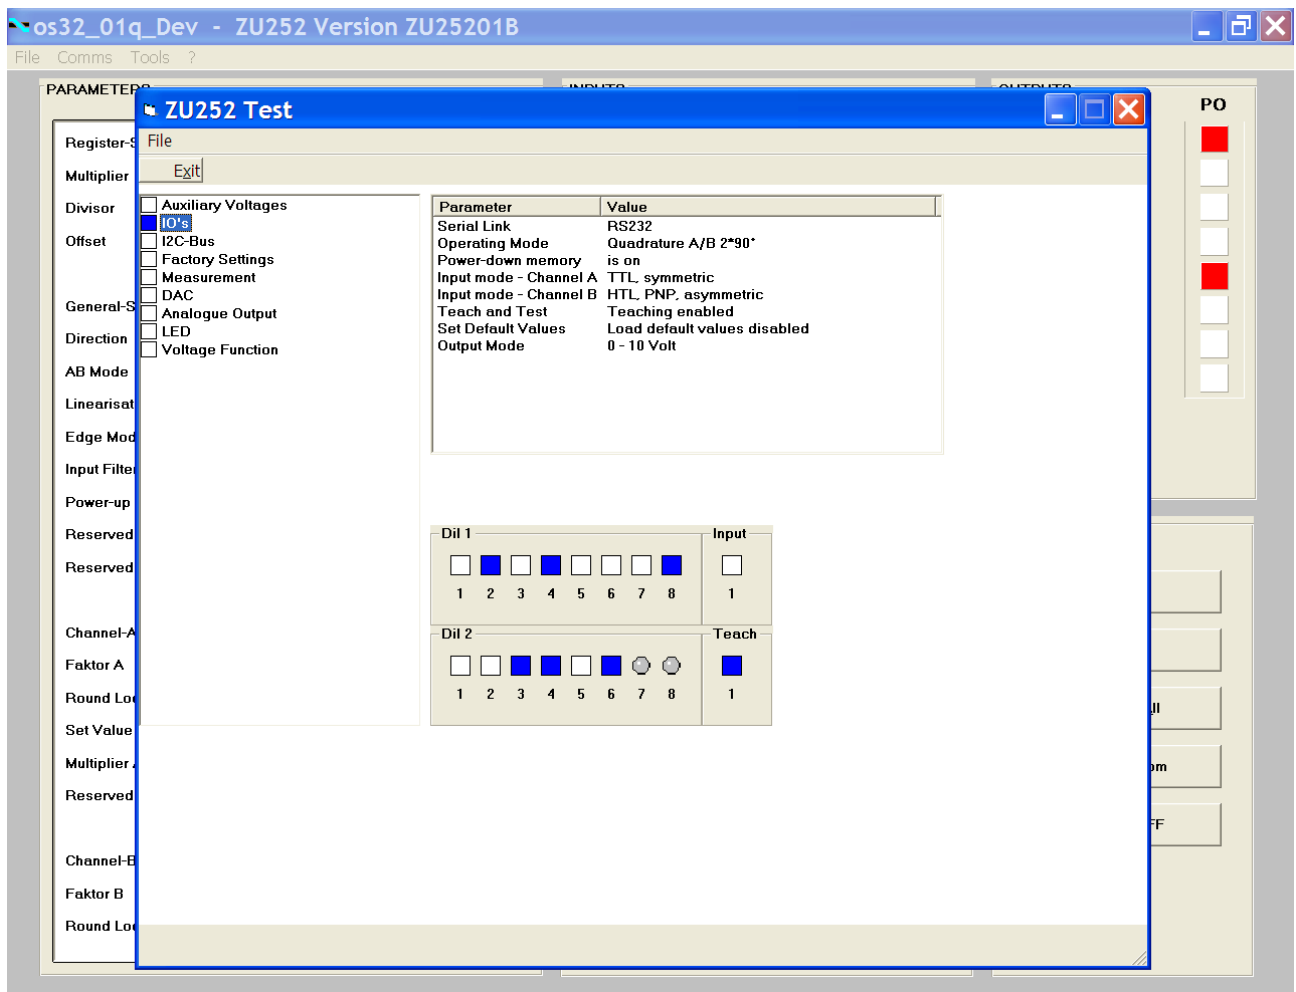 os32_01q_Dev - ZU252 Version ZU25201B
File Comms Tools ?
PARAMETERS
INPUTS
OUTPUTS
PO
Register-S
Multiplier
Divisor
Offset
General-S
Direction
AB Mode
Linearisat
Edge Mod
Input Filter
Power-up
Reserved
Reserved
Channel-A
Faktor A
Round Loo
Set Value
Multiplier A
Reserved
Channel-B
Faktor B
Round Loo
ZU252 Test
File
Exit
Auxiliary Voltages
IO's
I2C-Bus
Factory Settings
Measurement
DAC
Analogue Output
LED
Voltage Function
Parameter Value
Serial Link RS232
Operating Mode Quadrature A/B 2*90°
Power-down memory is on
Input mode - Channel A TTL, symmetric
Input mode - Channel B HTL, PNP, asymmetric
Teach and Test Teaching enabled
Set Default Values Load default values disabled
Output Mode 0 - 10 Volt
Dil 1 Input
1 2 3 4 5 6 7 8 1
Dil 2 Teach
1 2 3 4 5 6 7 8 1
ll
om
FF